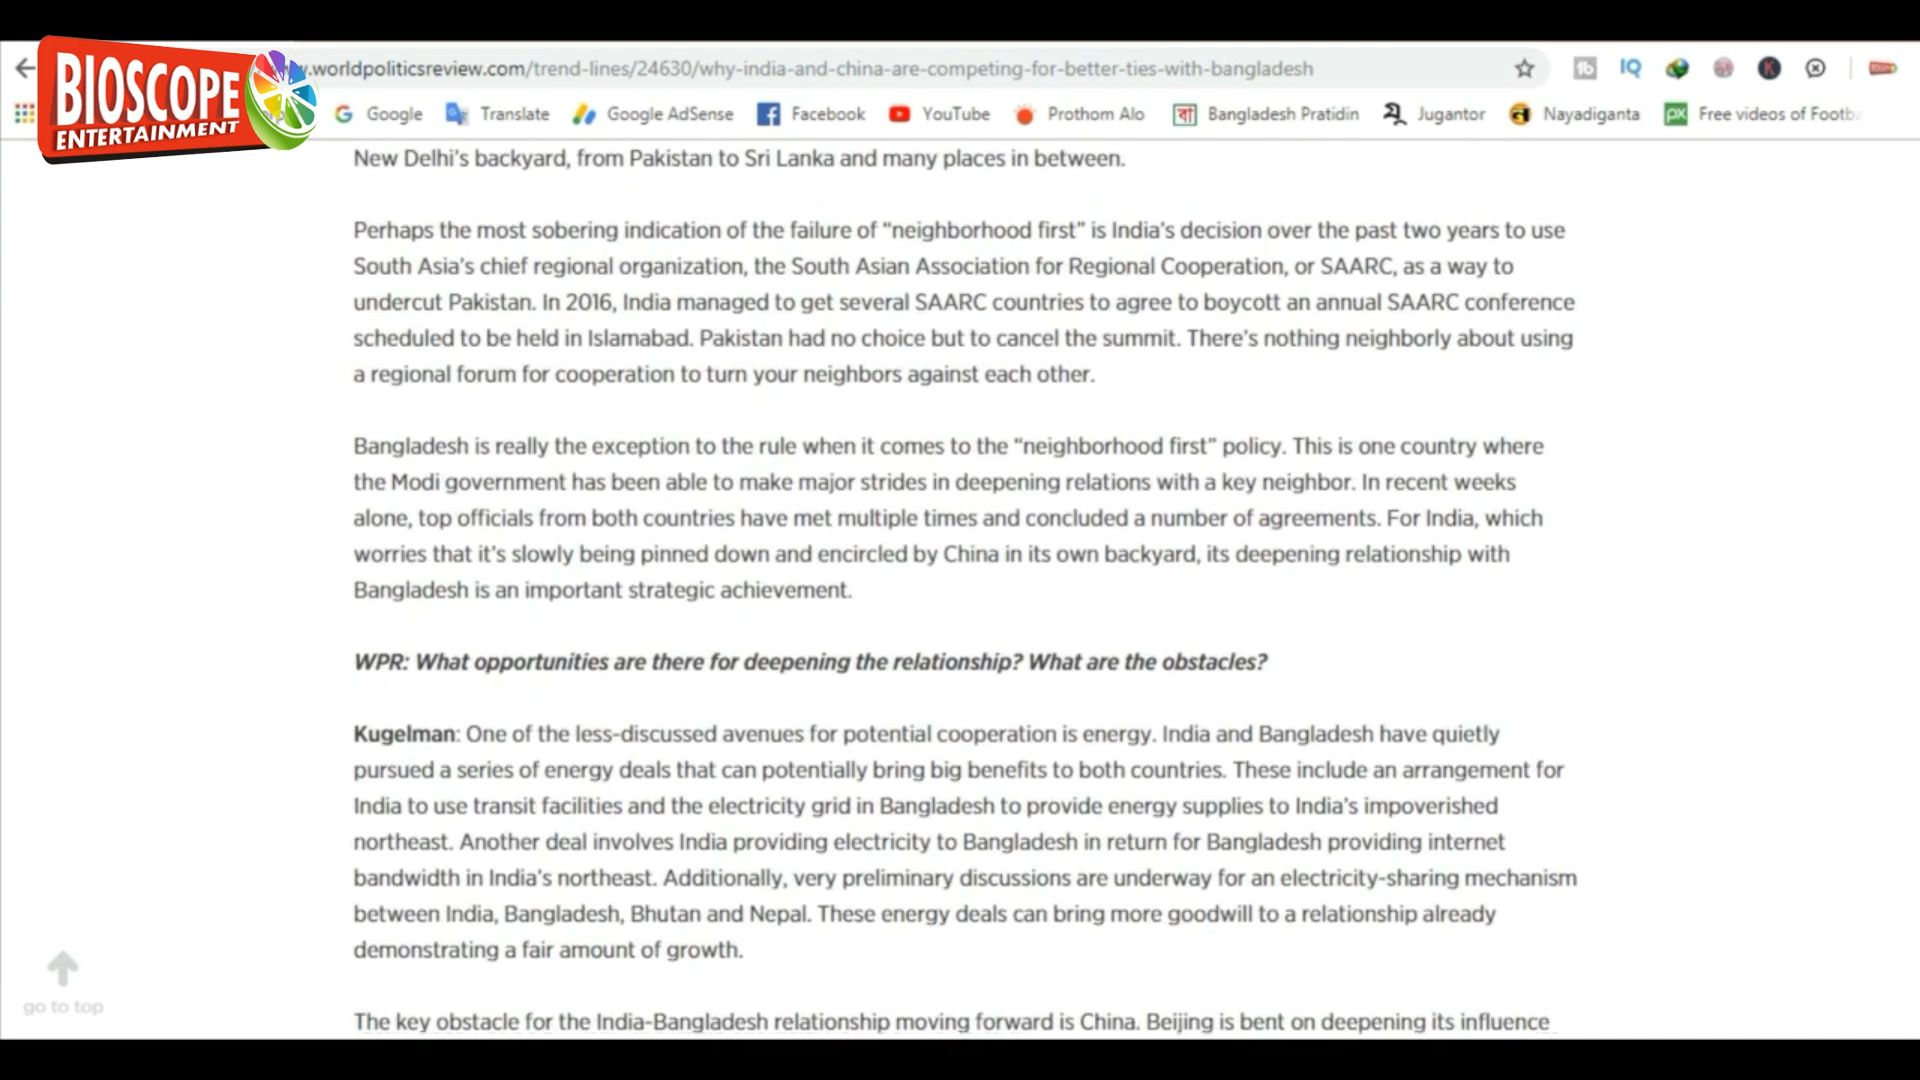 BIOSCOPE
ENTERTAINMENT
.worldpoliticsreview.com/trend-lines/24630/why-india-and-china-are-competing-for-better-ties-with-bangladesh
Google Translate Google AdSense Facebook YouTube Prothom Alo বা Bangladesh Pratidin Jugantor Nayadiganta px Free videos of Footb
New Delhi's backyard, from Pakistan to Sri Lanka and many places in between.
Perhaps the most sobering indication of the failure of “neighborhood first” is India's decision over the past two years to use
South Asia's chief regional organization, the South Asian Association for Regional Cooperation, or SAARC, as a way to
undercut Pakistan. In 2016, India managed to get several SAARC countries to agree to boycott an annual SAARC conference
scheduled to be held in Islamabad. Pakistan had no choice but to cancel the summit. There's nothing neighborly about using
a regional forum for cooperation to turn your neighbors against each other.
Bangladesh is really the exception to the rule when it comes to the “neighborhood first” policy. This is one country where
the Modi government has been able to make major strides in deepening relations with a key neighbor. In recent weeks
alone, top officials from both countries have met multiple times and concluded a number of agreements. For India, which
worries that it's slowly being pinned down and encircled by China in its own backyard, its deepening relationship with
Bangladesh is an important strategic achievement.
WPR: What opportunities are there for deepening the relationship? What are the obstacles?
Kugelman: One of the less-discussed avenues for potential cooperation is energy. India and Bangladesh have quietly
pursued a series of energy deals that can potentially bring big benefits to both countries. These include an arrangement for
India to use transit facilities and the electricity grid in Bangladesh to provide energy supplies to India's impoverished
northeast. Another deal involves India providing electricity to Bangladesh in return for Bangladesh providing internet
bandwidth in India's northeast. Additionally, very preliminary discussions are underway for an electricity-sharing mechanism
between India, Bangladesh, Bhutan and Nepal. These energy deals can bring more goodwill to a relationship already
demonstrating a fair amount of growth.
go to top
The key obstacle for the India-Bangladesh relationship moving forward is China. Beijing is bent on deepening its influence